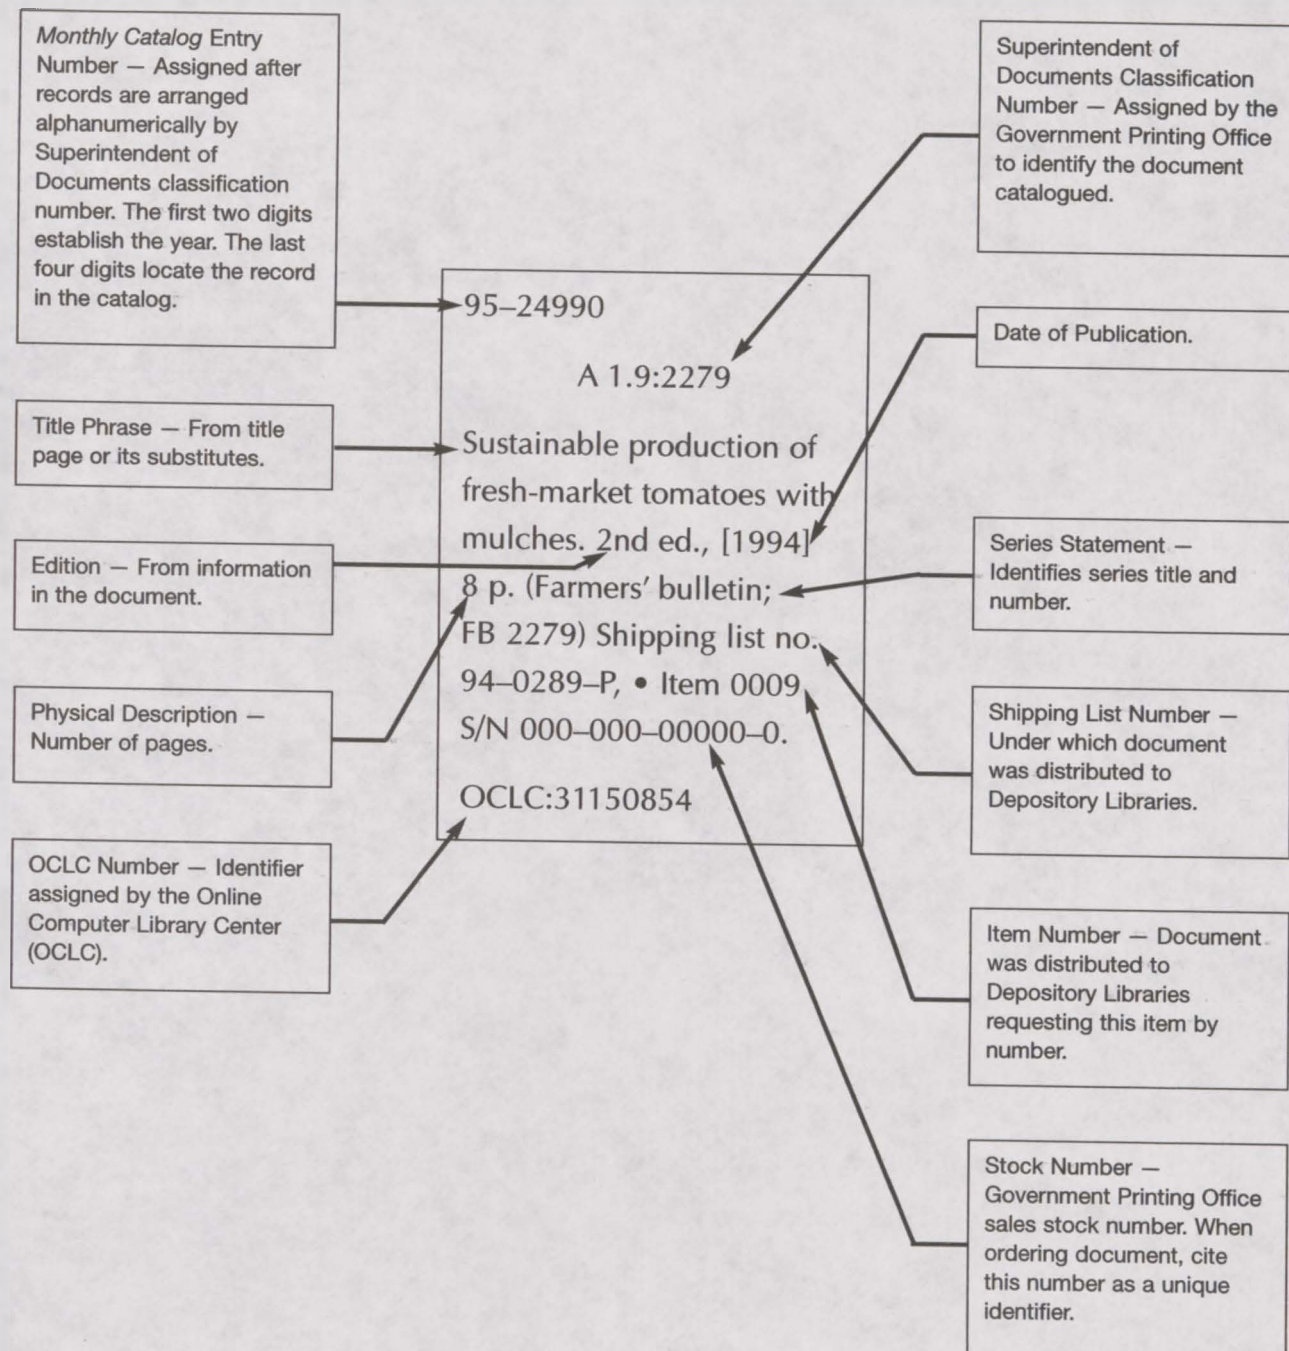 Monthly Catalog Entry
Number — Assigned after
records are arranged
alphanumerically by
Superintendent of
Documents classification
number. The first two digits
establish the year. The last
four digits locate the record
in the catalog.
Title Phrase — From title
page or its substitutes.
Edition — From information
in the document.
Physical Description —
Number of pages.
OCLC Number — Identifier
assigned by the Online
Computer Library Center
(OCLC).
95–24990
A 1.9:2279
Sustainable production of
fresh-market tomatoes with
mulches. 2nd ed., [1994]
8 p. (Farmers' bulletin;
FB 2279) Shipping list no.
94–0289–P, • Item 0009
S/N 000–000–00000–0.
OCLC:31150854
Superintendent of
Documents Classification
Number — Assigned by the
Government Printing Office
to identify the document
catalogued.
Date of Publication.
Series Statement —
Identifies series title and
number.
Shipping List Number —
Under which document
was distributed to
Depository Libraries.
Item Number — Document
was distributed to
Depository Libraries
requesting this item by
number.
Stock Number —
Government Printing Office
sales stock number. When
ordering document, cite
this number as a unique
identifier.